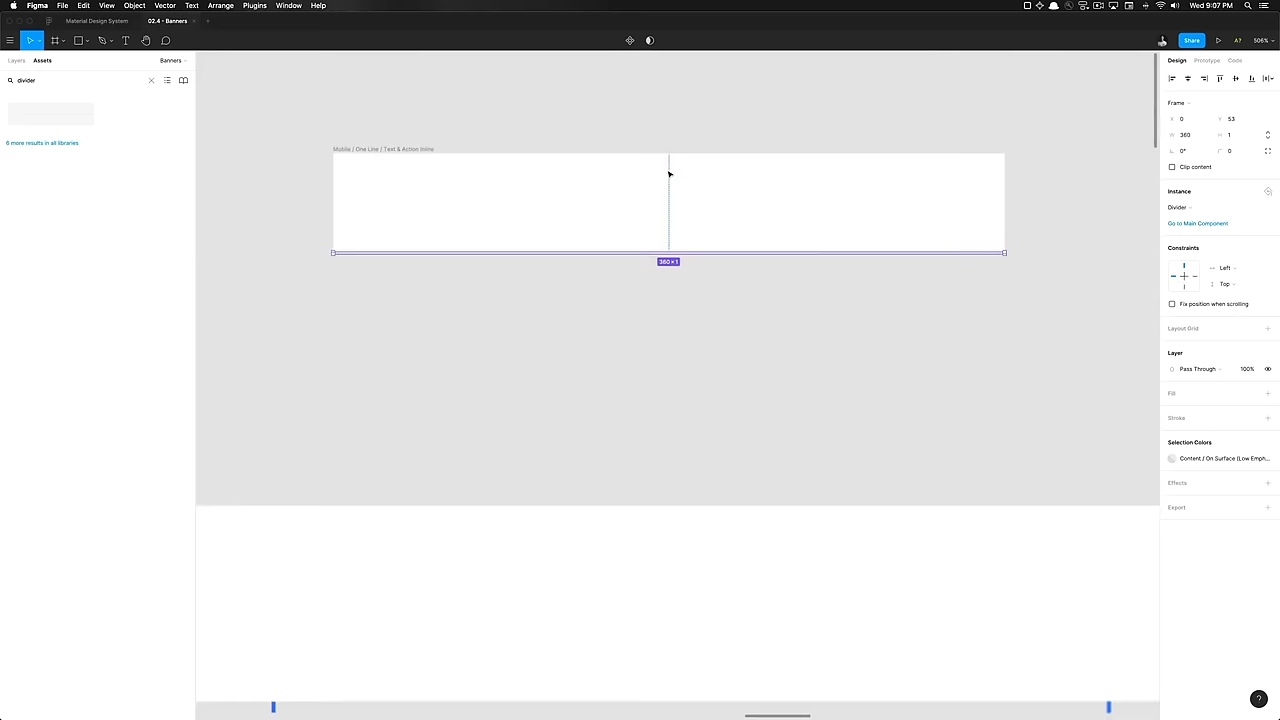 Figma File Edit View Object Vector Text Arrange Plugins Window Help Wed 9:07 PM
Material Design System 02.4 - Banners × +
Share A? 506%
Layers Assets Banners Design Prototype Code
divider
6 more results in all libraries
Mobile / One Line / Text & Action Inline
360 × 1
Frame
X 0 Y 53
W 360 H 1
0° 0
Clip content
Instance
Divider
Go to Main Component
Constraints
Left
Top
Fix position when scrolling
Layout Grid
Layer
Pass Through 100%
Fill
Stroke
Selection Colors
Content / On Surface (Low Emph...
Effects
Export
?